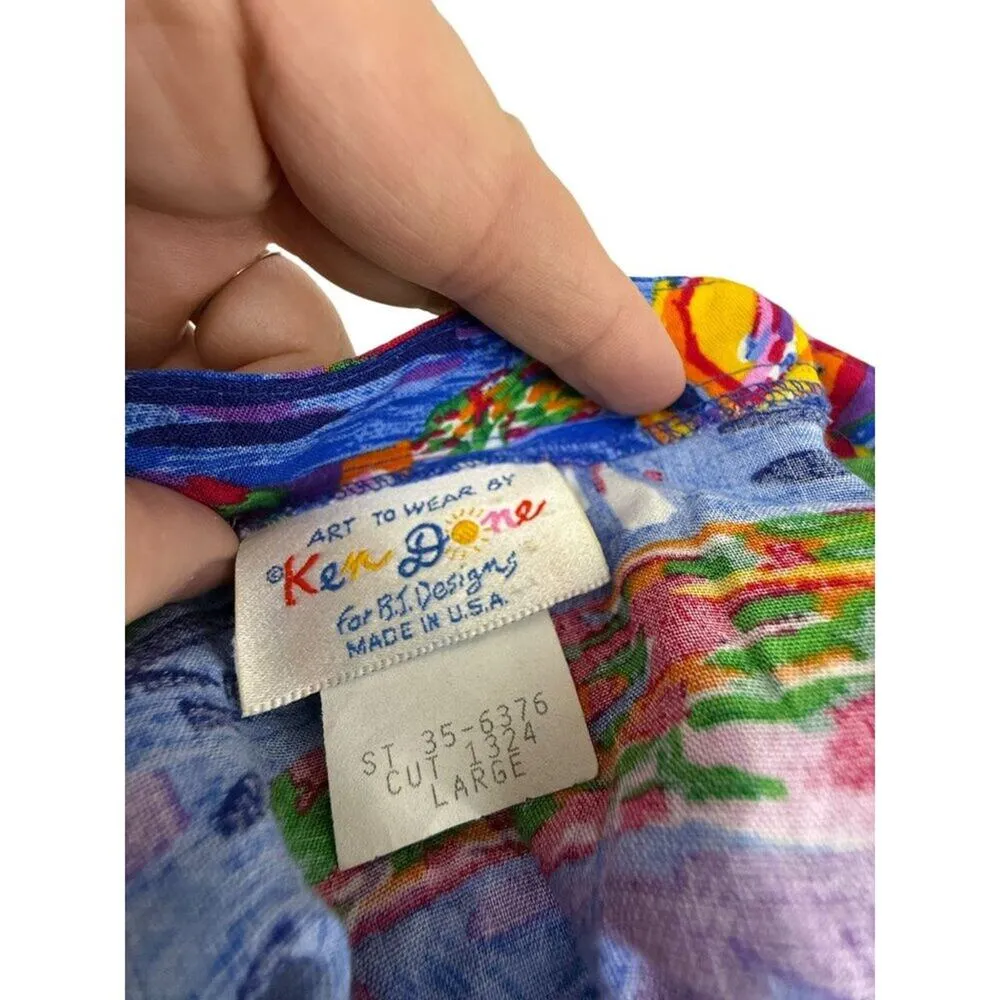 ART TO WEAR BY
©Ken Done
for B.J. Designs
MADE IN U.S.A.
ST 35-6376
CUT 1324
LARGE